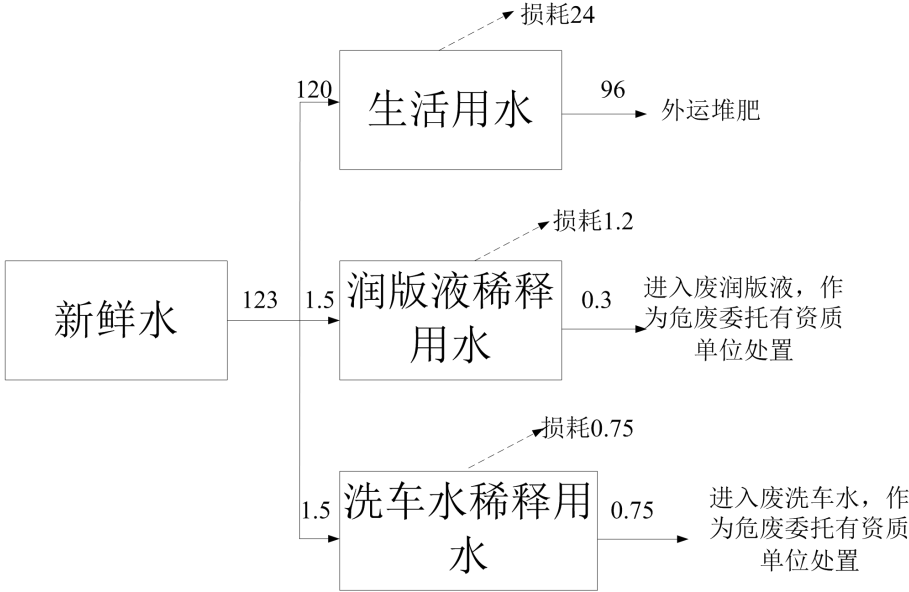 损耗24
120
生活用水
96
外运堆肥
损耗1.2
新鲜水
123
1.5
润版液稀释
用水
0.3
进入废润版液，作
为危废委托有资质
单位处置
损耗0.75
1.5
洗车水稀释用
水
0.75
进入废洗车水，作
为危废委托有资质
单位处置